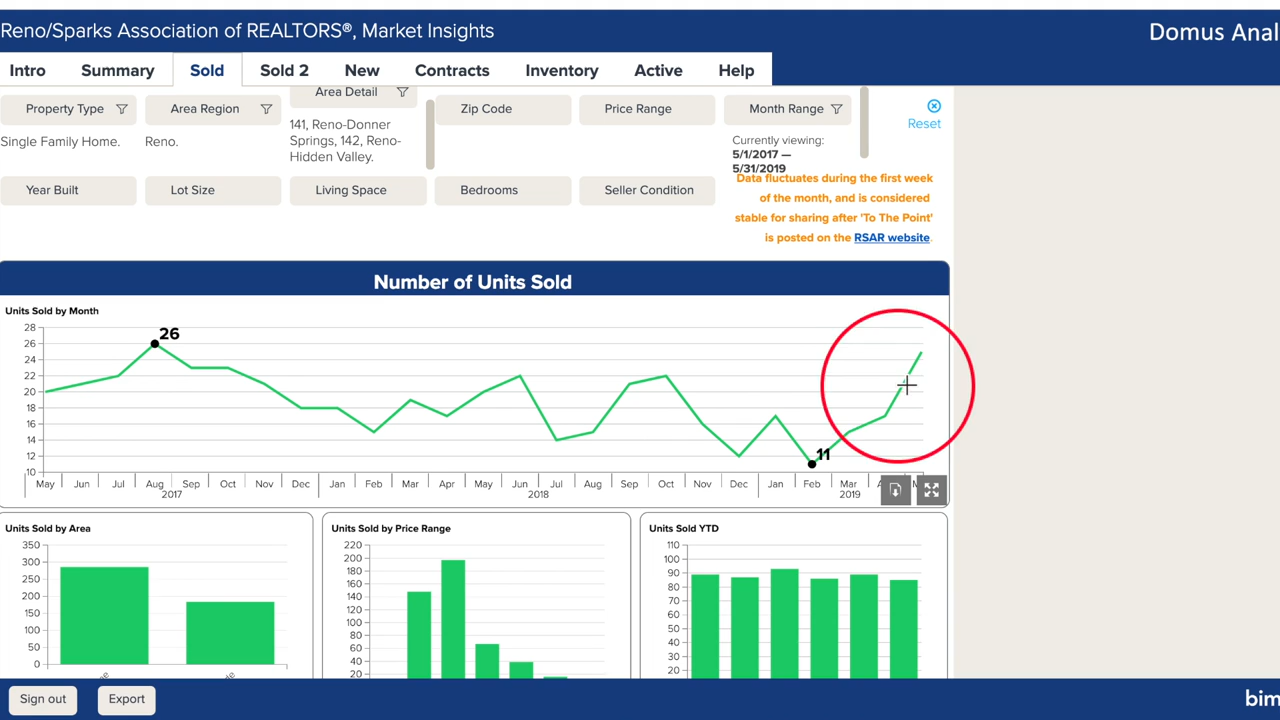 Reno/Sparks Association of REALTORS®, Market Insights
Domus Anal
Intro Summary Sold Sold 2 New Contracts Inventory Active Help
Property Type Area Region Area Detail Zip Code Price Range Month Range
Reset
Single Family Home.
Reno.
141, Reno-Donner
Springs, 142, Reno-
Hidden Valley.
Currently viewing:
5/1/2017 —
5/31/2019
Year Built Lot Size Living Space Bedrooms Seller Condition
Data fluctuates during the first week
of the month, and is considered
stable for sharing after 'To The Point'
is posted on the RSAR website.
Number of Units Sold
Units Sold by Month
28
26
24
22
20
18
16
14
12
10
26
11
May Jun Jul Aug Sep Oct Nov Dec Jan Feb Mar Apr May Jun Jul Aug Sep Oct Nov Dec Jan Feb Mar
2017 2018 2019
Units Sold by Area
350
300
250
200
150
100
50
0
Units Sold by Price Range
220
200
180
160
140
120
100
80
60
40
20
Units Sold YTD
110
100
90
80
70
60
50
40
30
20
Sign out Export
bim